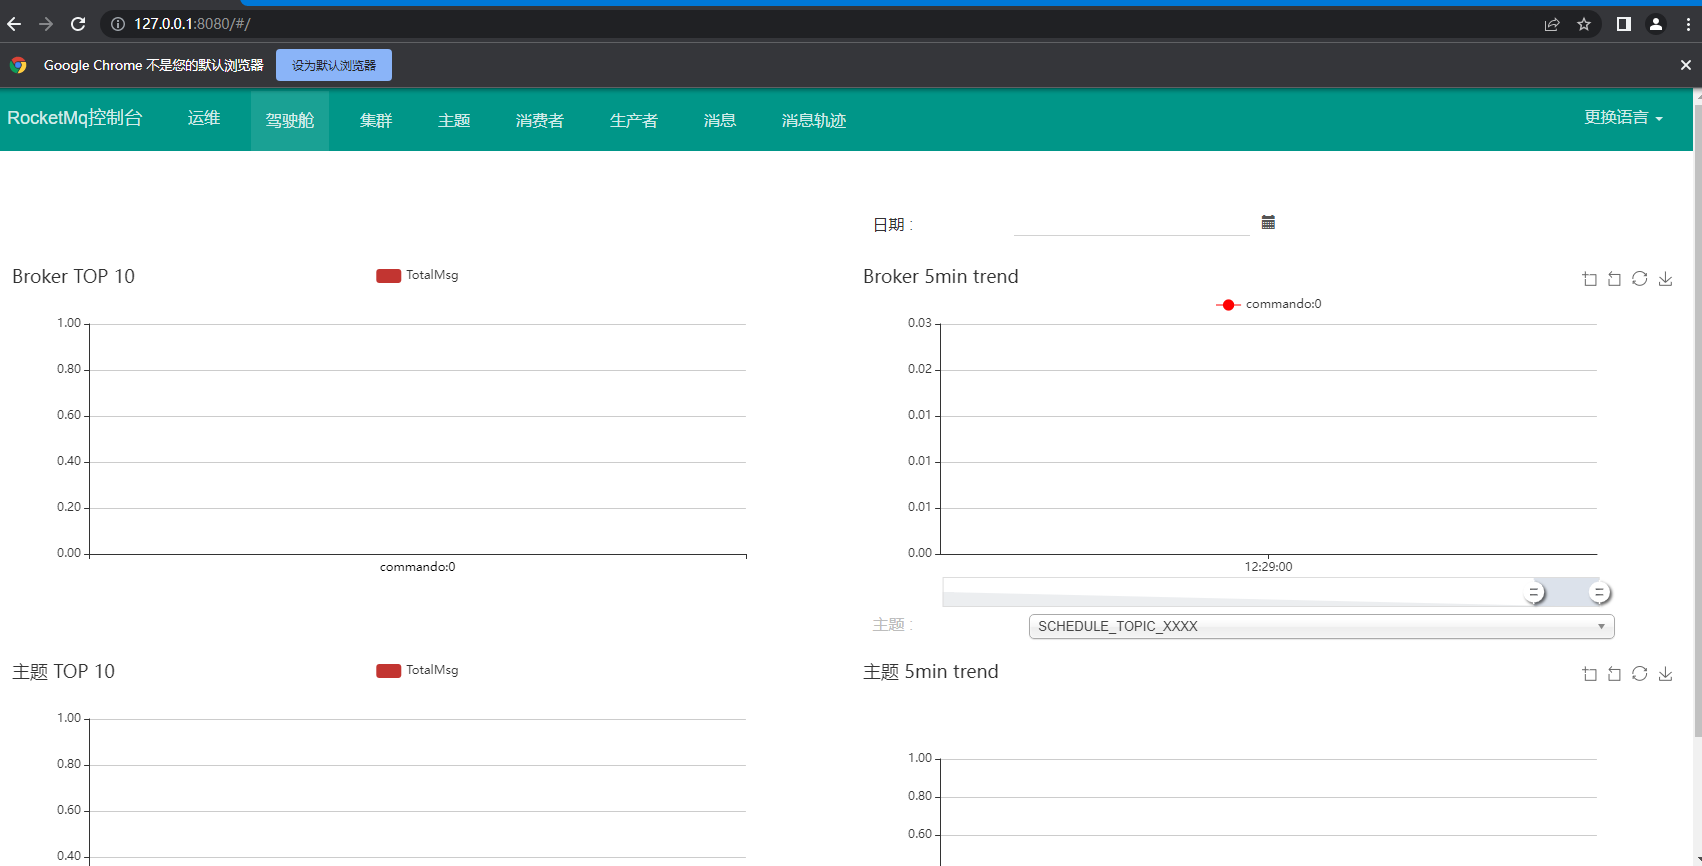 127.0.0.1:8080/#/
Google Chrome 不是您的默认浏览器 设为默认浏览器
RocketMq控制台 运维 驾驶舱 集群 主题 消费者 生产者 消息 消息轨迹 更换语言
日期 :
Broker TOP 10
TotalMsg
1.00
0.80
0.60
0.40
0.20
0.00
commando:0
Broker 5min trend
commando:0
0.03
0.02
0.01
0.01
0.01
0.00
12:29:00
主题 :
SCHEDULE_TOPIC_XXXX
主题 TOP 10
TotalMsg
1.00
0.80
0.60
0.40
主题 5min trend
1.00
0.80
0.60